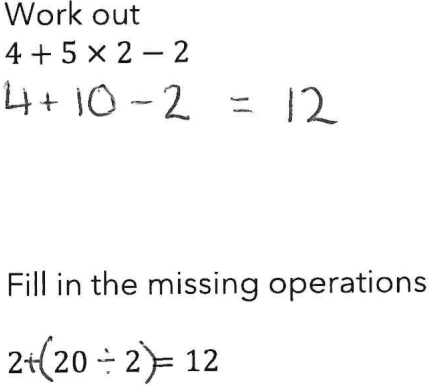 Work out
4 + 5 × 2 − 2
4 + 10 − 2 = 12
Fill in the missing operations
2+(20 ÷ 2)= 12